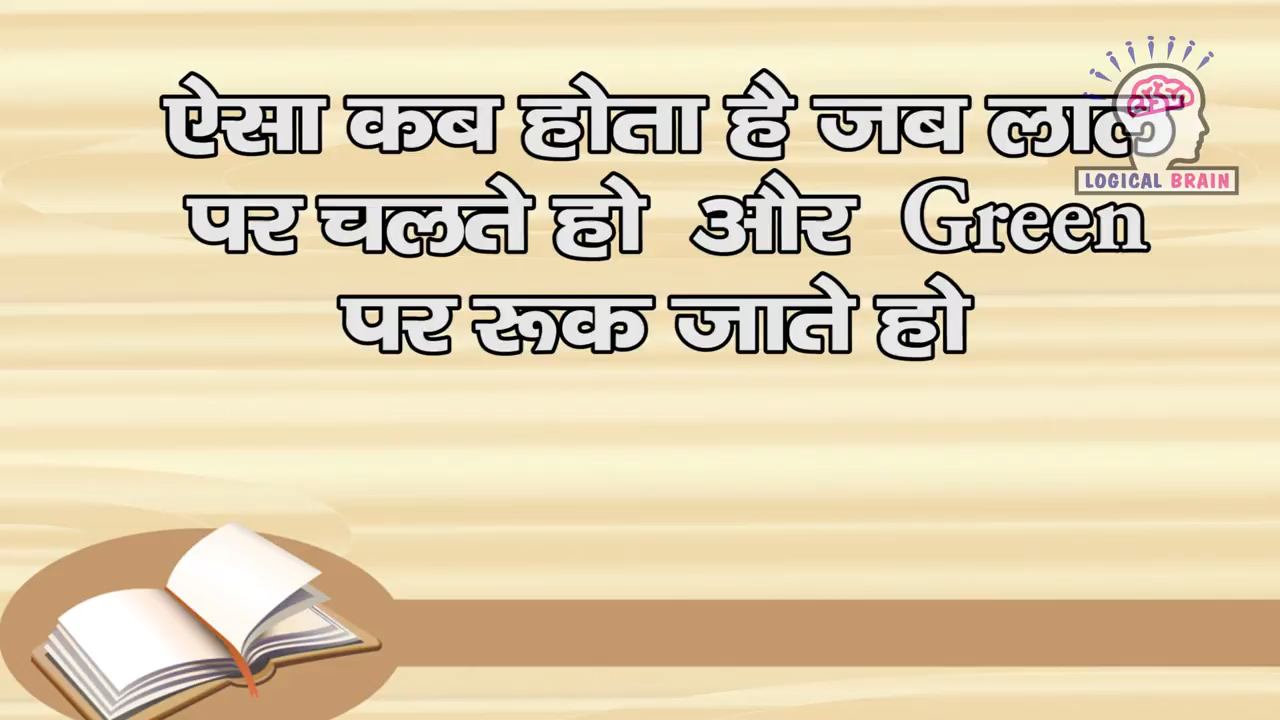 ऐसा कब होता है जब लाल
पर चलते हो और Green
पर रूक जाते हो
LOGICAL BRAIN